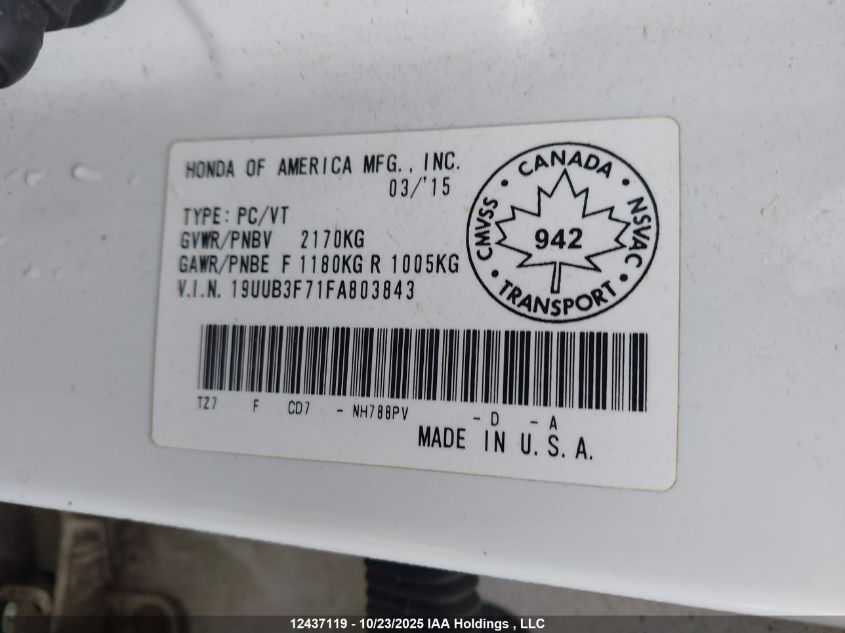 HONDA OF AMERICA MFG., INC.
03/'15
TYPE: PC/VT
GVWR/PNBV 2170KG
GAWR/PNBE F 1180KG R 1005KG
V.I.N. 19UUB3F71FA803843
CANADA
CMVSS
NSVAC
942
TRANSPORT
TZ7 F CD7 - NH788PV - D - A
MADE IN U.S.A.
12437119 - 10/23/2025 IAA Holdings , LLC